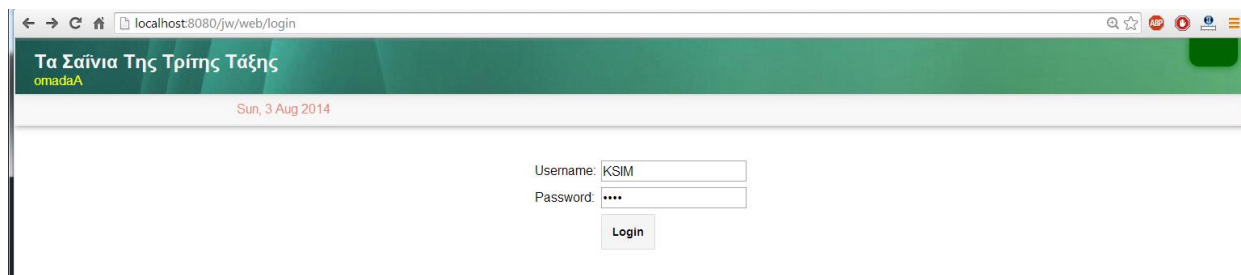 localhost:8080/jw/web/login
ABP
Τα Σαΐνια Της Τρίτης Τάξης
omadaA
Sun, 3 Aug 2014
Username: KSIM
Password: ••••
Login